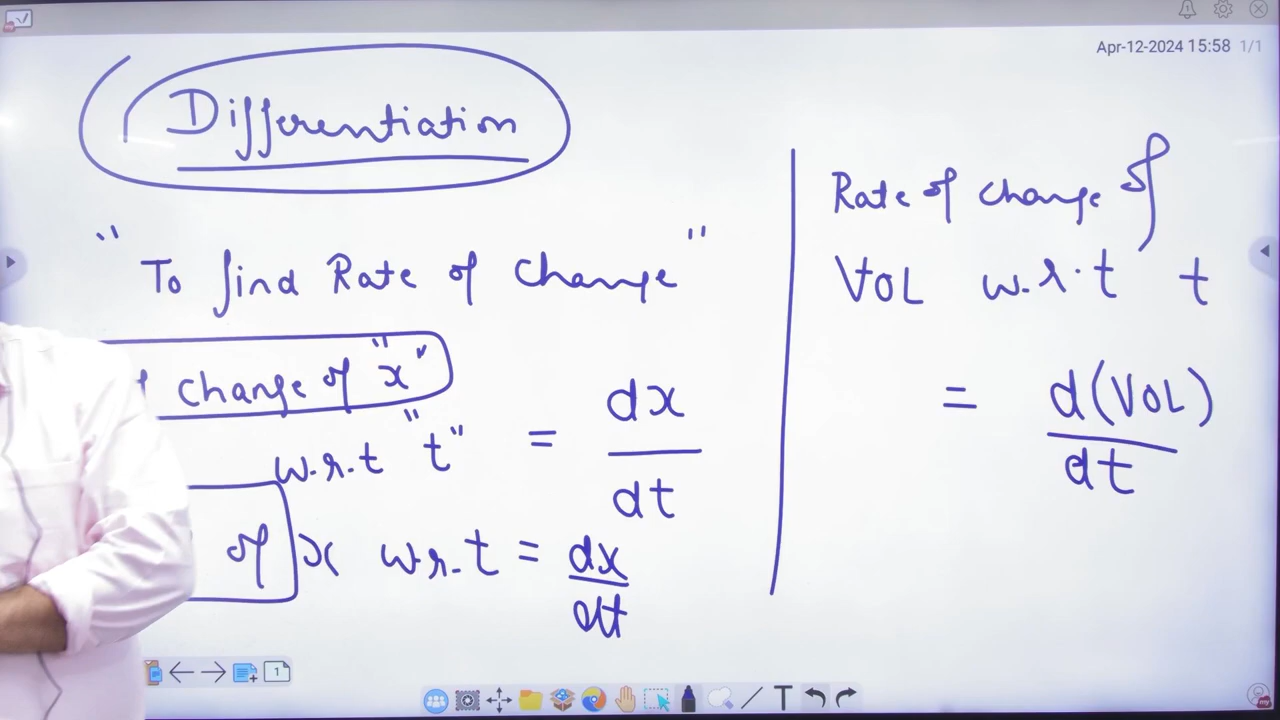 Apr-12-2024 15:58 1/1
Differentiation
" To find Rate of change "
change of "x"
w.r.t "t" = dx/dt
of x w.r.t = dx/dt
Rate of change of
VOL w.r.t t
= d(VOL)/dt
1
T